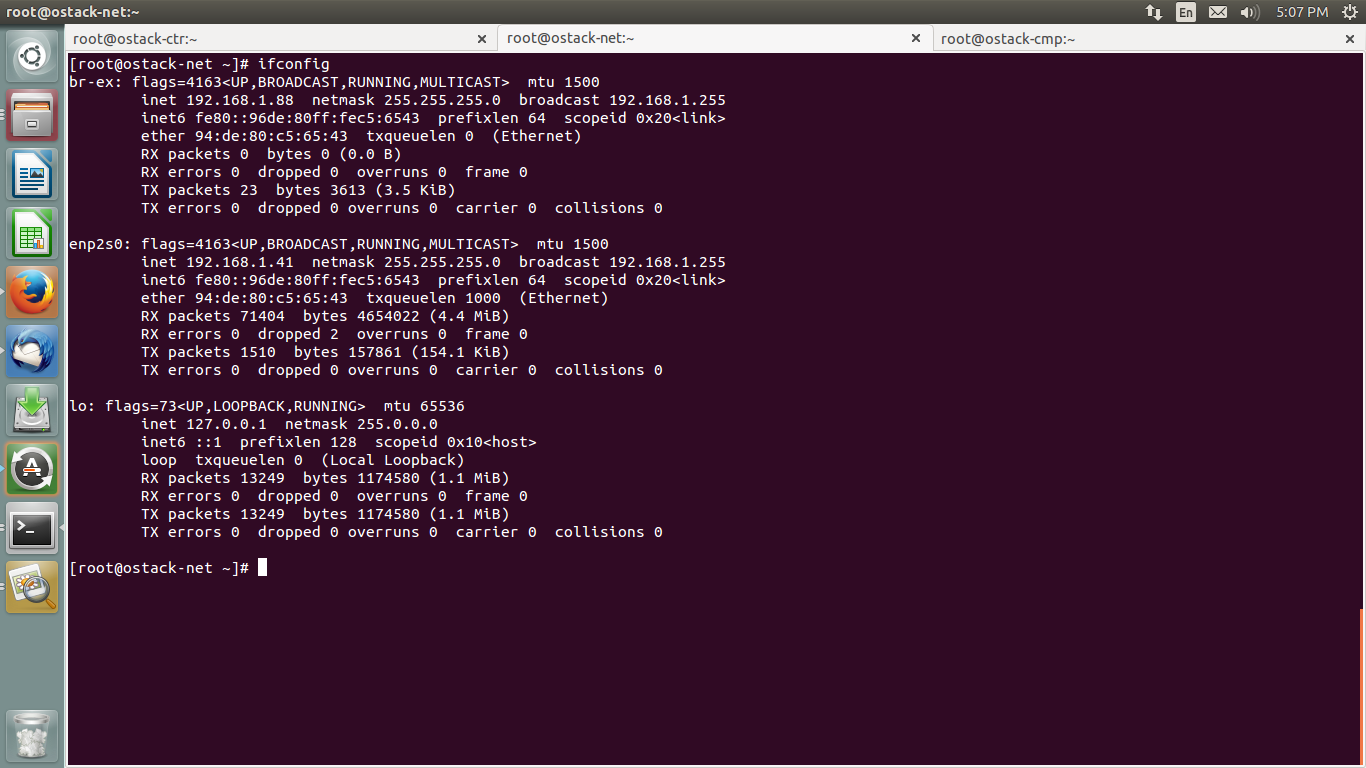 root@ostack-net:~
En
5:07 PM
root@ostack-ctr:~ ×
root@ostack-net:~ ×
root@ostack-cmp:~ ×
[root@ostack-net ~]# ifconfig
br-ex: flags=4163<UP,BROADCAST,RUNNING,MULTICAST>  mtu 1500
        inet 192.168.1.88  netmask 255.255.255.0  broadcast 192.168.1.255
        inet6 fe80::96de:80ff:fec5:6543  prefixlen 64  scopeid 0x20<link>
        ether 94:de:80:c5:65:43  txqueuelen 0  (Ethernet)
        RX packets 0  bytes 0 (0.0 B)
        RX errors 0  dropped 0  overruns 0  frame 0
        TX packets 23  bytes 3613 (3.5 KiB)
        TX errors 0  dropped 0 overruns 0  carrier 0  collisions 0

enp2s0: flags=4163<UP,BROADCAST,RUNNING,MULTICAST>  mtu 1500
        inet 192.168.1.41  netmask 255.255.255.0  broadcast 192.168.1.255
        inet6 fe80::96de:80ff:fec5:6543  prefixlen 64  scopeid 0x20<link>
        ether 94:de:80:c5:65:43  txqueuelen 1000  (Ethernet)
        RX packets 71404  bytes 4654022 (4.4 MiB)
        RX errors 0  dropped 2  overruns 0  frame 0
        TX packets 1510  bytes 157861 (154.1 KiB)
        TX errors 0  dropped 0 overruns 0  carrier 0  collisions 0

lo: flags=73<UP,LOOPBACK,RUNNING>  mtu 65536
        inet 127.0.0.1  netmask 255.0.0.0
        inet6 ::1  prefixlen 128  scopeid 0x10<host>
        loop  txqueuelen 0  (Local Loopback)
        RX packets 13249  bytes 1174580 (1.1 MiB)
        RX errors 0  dropped 0  overruns 0  frame 0
        TX packets 13249  bytes 1174580 (1.1 MiB)
        TX errors 0  dropped 0 overruns 0  carrier 0  collisions 0

[root@ostack-net ~]#